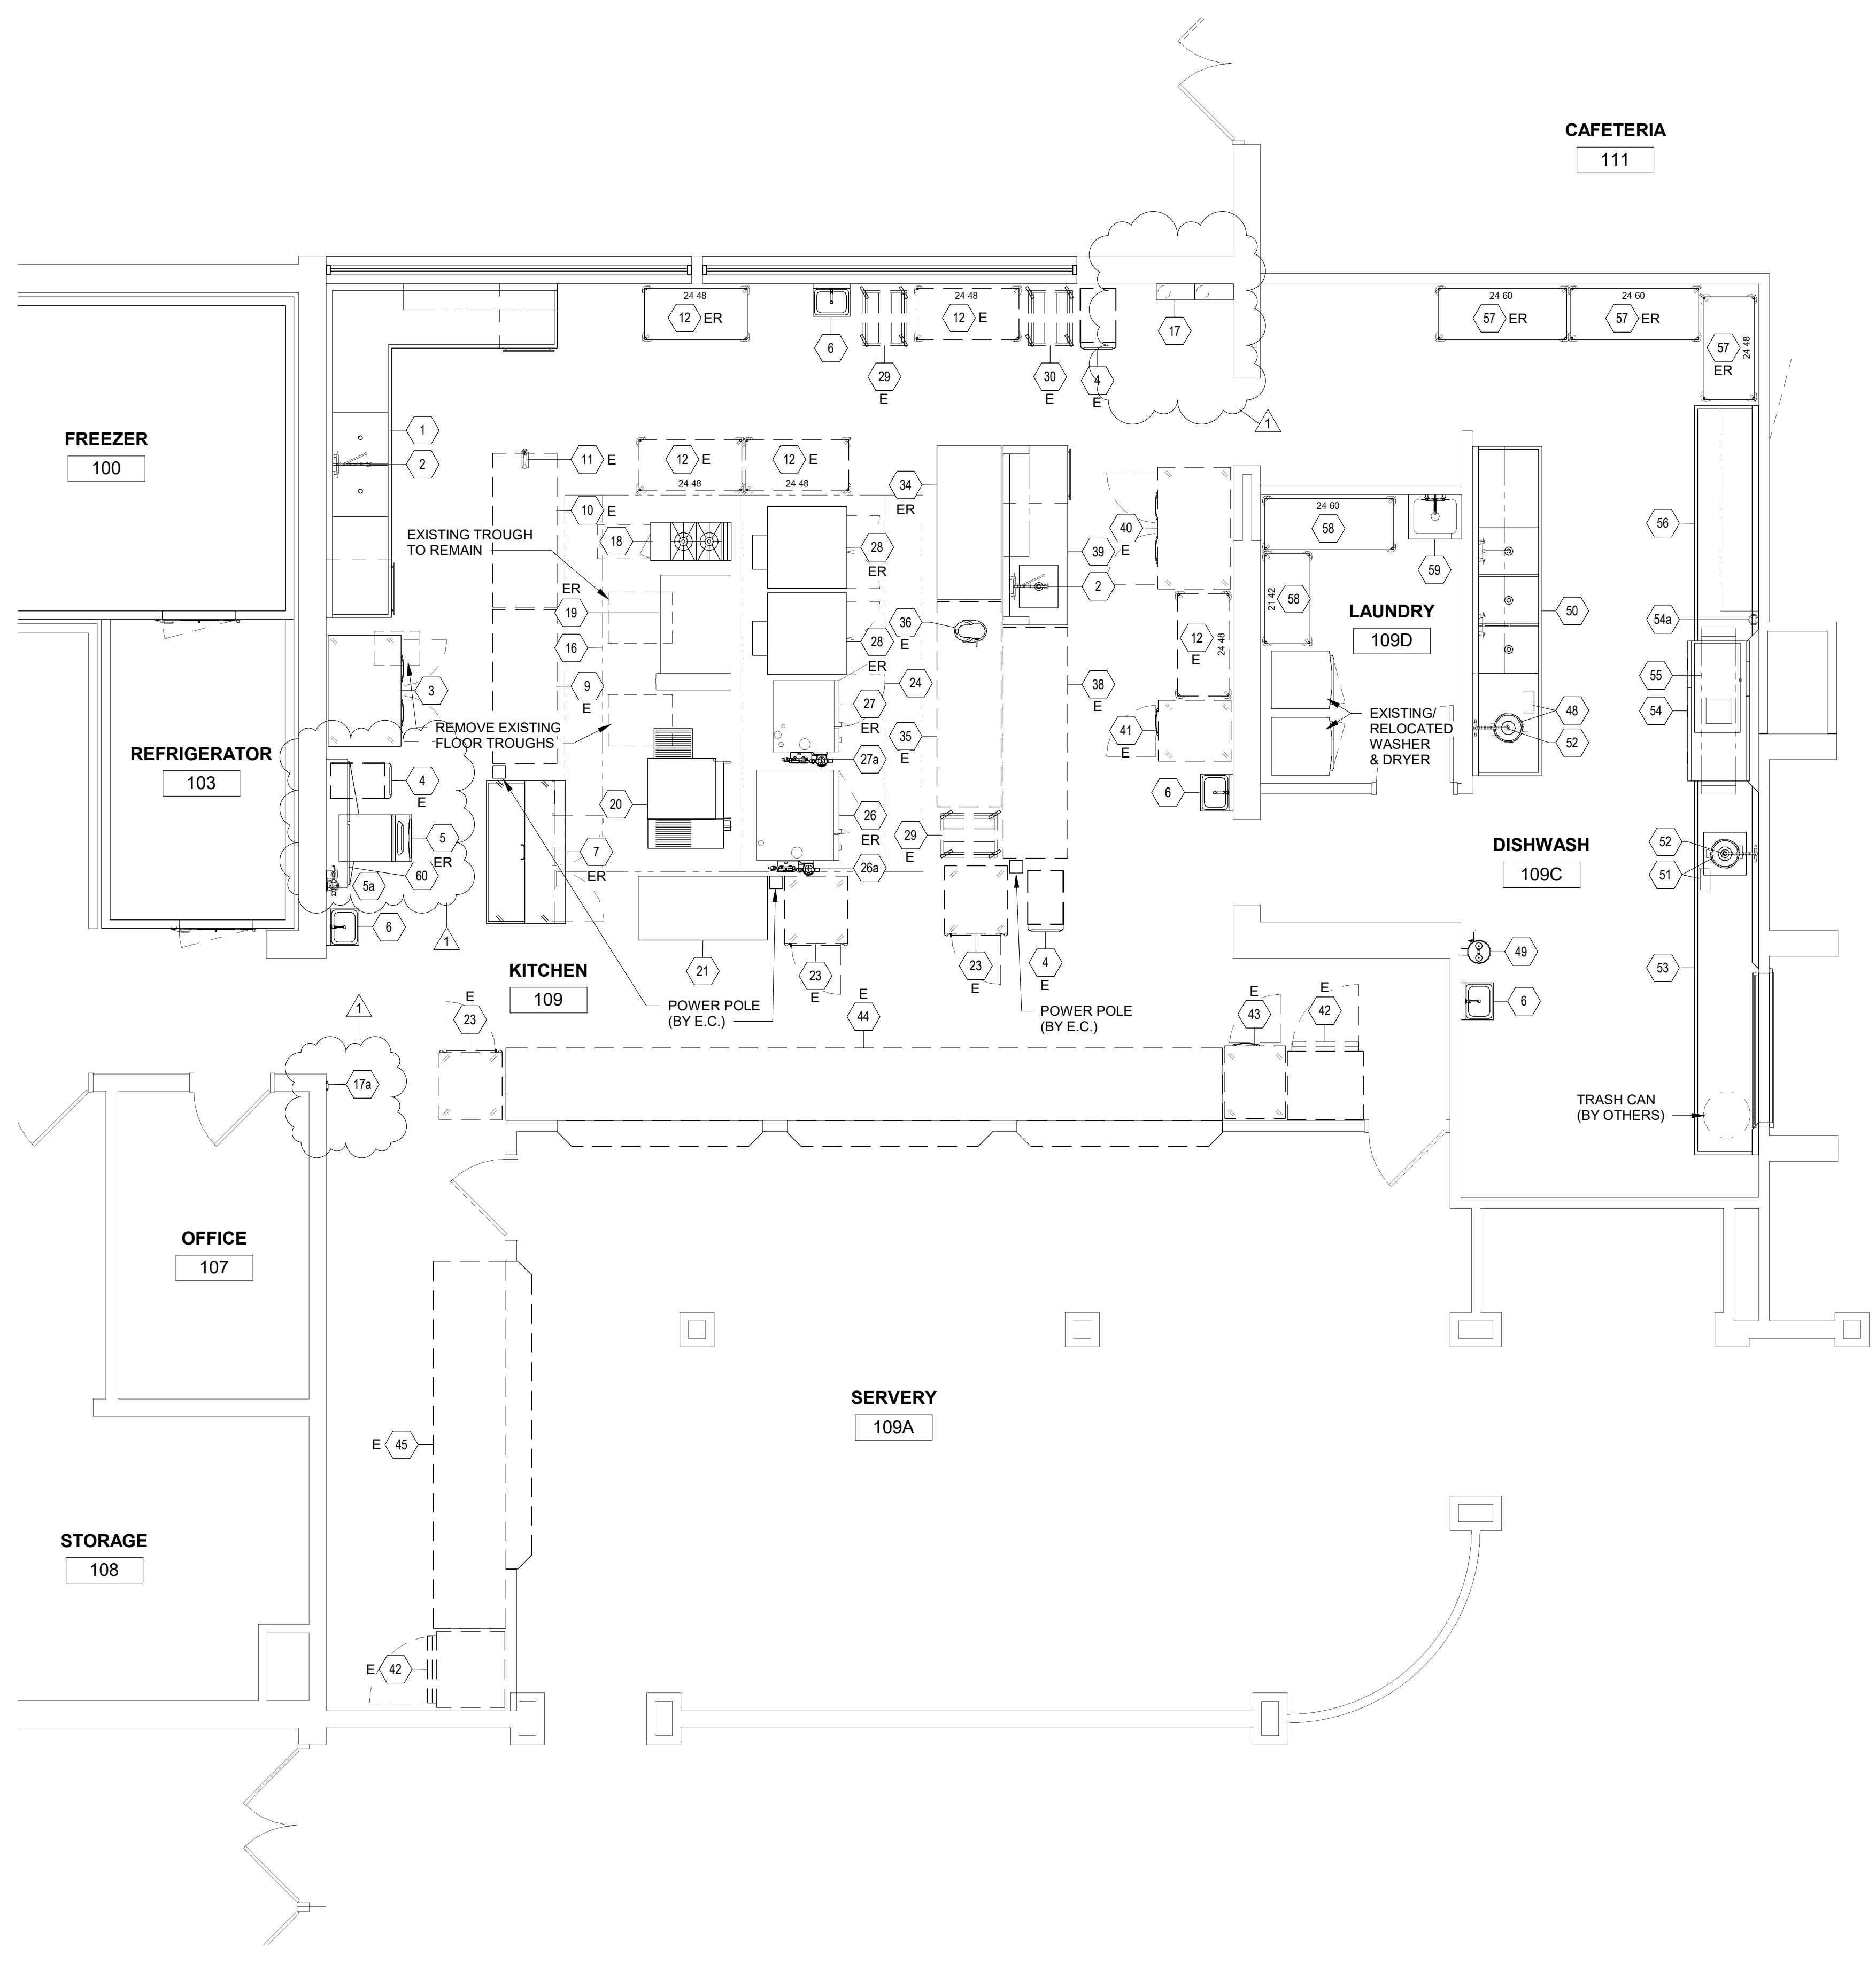 CAFETERIA
111
24 48
12 ER
6
29
E
24 48
12 E
30
E
4
E
17
1
24 60
57 ER
24 60
57 ER
57
ER
24 48
FREEZER
100
1
2
11 E
12 E
24 48
12 E
24 48
34
ER
10 E
EXISTING TROUGH
TO REMAIN
18
28
ER
40
E
39
2
24 60
58
59
56
ER
19
16
28
ER
36
E
12
E
24 48
21 42
58
LAUNDRY
109D
50
54a
3
9
E
24
38
E
55
REMOVE EXISTING
FLOOR TROUGHS
27
ER
35
E
41
E
EXISTING/
RELOCATED
WASHER
& DRYER
48
52
54
REFRIGERATOR
103
4
E
27a
20
6
5
ER
26
ER
29
E
7
ER
DISHWASH
109C
52
51
60
5a
26a
6
1
49
53
KITCHEN
109
21
23
E
23
E
4
E
6
POWER POLE
(BY E.C.)
POWER POLE
(BY E.C.)
1
E
23
E
44
E
43
E
42
17a
TRASH CAN
(BY OTHERS)
OFFICE
107
SERVERY
109A
E 45
STORAGE
108
E 42